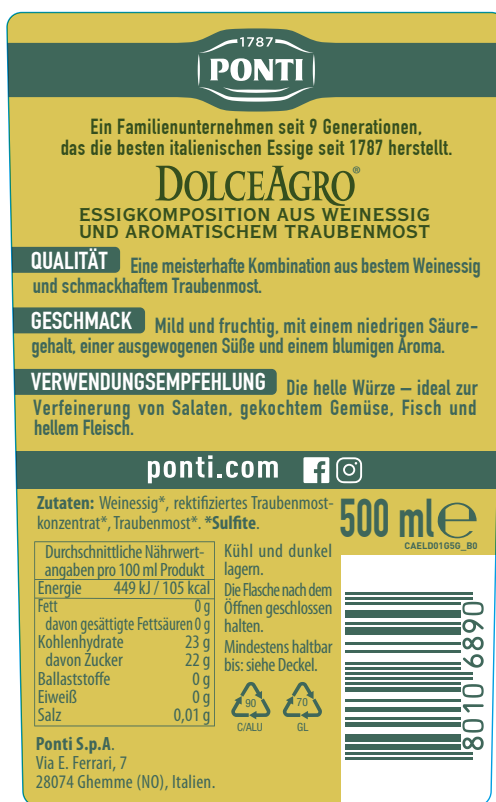 1787
PONTI
Ein Familienunternehmen seit 9 Generationen,
das die besten italienischen Essige seit 1787 herstellt.
DOLCEAGRO®
ESSIGKOMPOSITION AUS WEINESSIG
UND AROMATISCHEM TRAUBENMOST
QUALITÄT Eine meisterhafte Kombination aus bestem Weinessig
und schmackhaftem Traubenmost.
GESCHMACK Mild und fruchtig, mit einem niedrigen Säure-
gehalt, einer ausgewogenen Süße und einem blumigen Aroma.
VERWENDUNGSEMPFEHLUNG Die helle Würze – ideal zur
Verfeinerung von Salaten, gekochtem Gemüse, Fisch und
hellem Fleisch.
ponti.com
Zutaten: Weinessig*, rektifiziertes Traubenmost-
konzentrat*, Traubenmost*. *Sulfite.
500 ml e
CAELD01G5G_B0
Durchschnittliche Nährwert-
angaben pro 100 ml Produkt
Energie 449 kJ / 105 kcal
Fett 0 g
davon gesättigte Fettsäuren 0 g
Kohlenhydrate 23 g
davon Zucker 22 g
Ballaststoffe 0 g
Eiweiß 0 g
Salz 0,01 g
Kühl und dunkel
lagern.
Die Flasche nach dem
Öffnen geschlossen
halten.
Mindestens haltbar
bis: siehe Deckel.
90
C/ALU
70
GL
8010 6890
Ponti S.p.A.
Via E. Ferrari, 7
28074 Ghemme (NO), Italien.